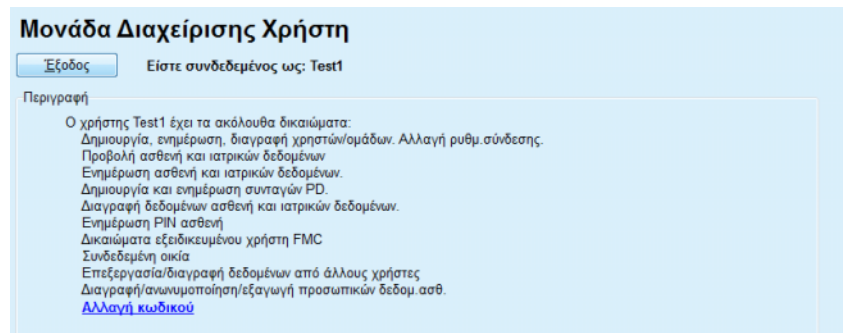 Μονάδα Διαχείρισης Χρήστη
Έξοδος Είστε συνδεδεμένος ως: Test1
Περιγραφή
Ο χρήστης Test1 έχει τα ακόλουθα δικαιώματα:
Δημιουργία, ενημέρωση, διαγραφή χρηστών/ομάδων. Αλλαγή ρυθμ.σύνδεσης.
Προβολή ασθενή και ιατρικών δεδομένων
Ενημέρωση ασθενή και ιατρικών δεδομένων.
Δημιουργία και ενημέρωση συνταγών PD.
Διαγραφή δεδομένων ασθενή και ιατρικών δεδομένων.
Ενημέρωση PIN ασθενή
Δικαιώματα εξειδικευμένου χρήστη FMC
Συνδεδεμένη οικία
Επεξεργασία/διαγραφή δεδομένων από άλλους χρήστες
Διαγραφή/ανωνυμοποίηση/εξαγωγή προσωπικών δεδομ.ασθ.
Αλλαγή κωδικού